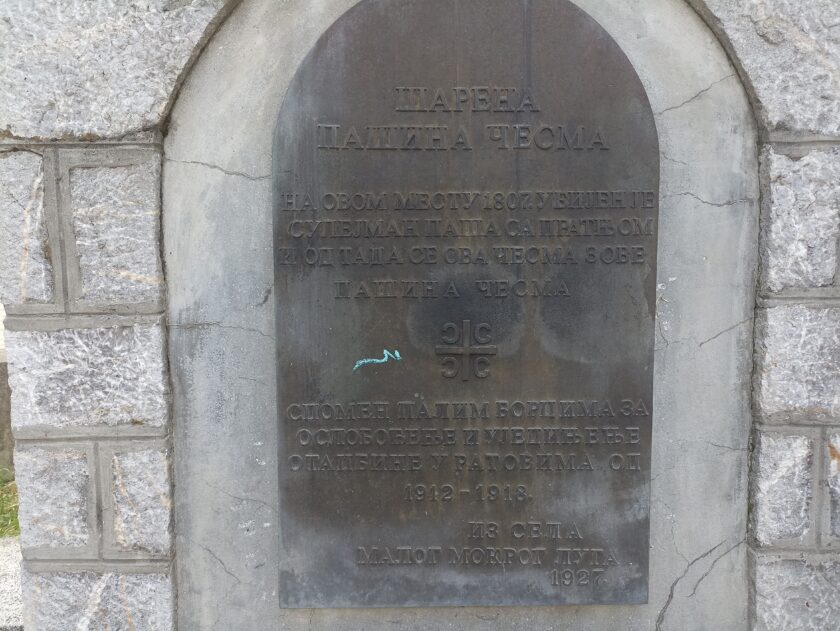 ШАРЕНА
ПАШИНА ЧЕСМА
НА ОВОМ МЕСТУ 1807. УБИЈЕН ЈЕ
СУЛЕЈМАН ПАША СА ПРАТЊОМ
И ОД ТАДА СЕ ОВА ЧЕСМА ЗОВЕ
ПАШИНА ЧЕСМА
СПОМЕН ПАЛИМ БОРЦИМА ЗА
ОСЛОБОЂЕЊЕ И УЈЕДИЊЕЊЕ
ОТАЏБИНЕ У РАТОВИМА ОД
1912-1918.
ИЗ СЕЛА
МАЛОГ МОКРОГ ЛУГА
1927.